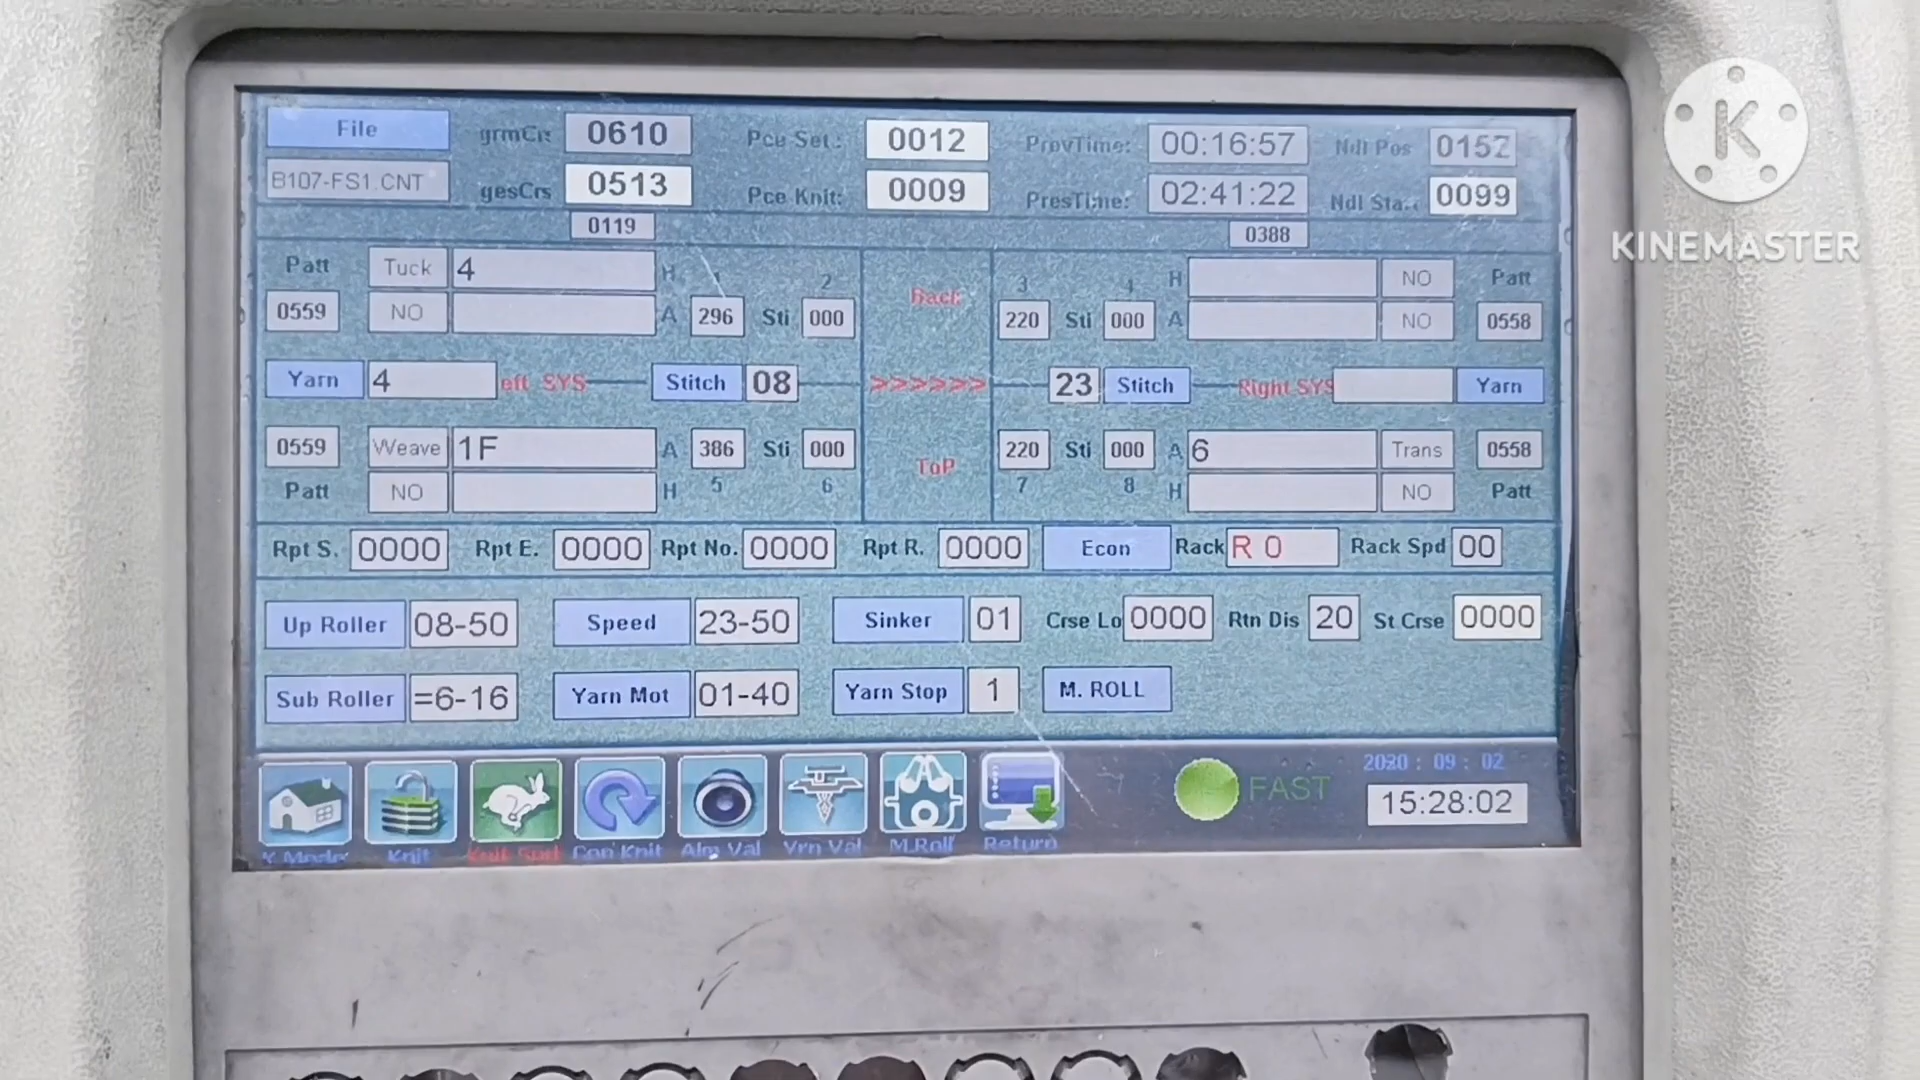 File grmCrs 0610 Pce Set: 0012 PrevTime: 00:16:57 Ndl Pos 0152
B107-FS1.CNT gesCrs 0513 Pce Knit: 0009 PresTime: 02:41:22 Ndl Sta.. 0099
0119 0388
Patt Tuck 4 H 1 2 Back 3 4 H NO Patt
0559 NO A 296 Sti 000 220 Sti 000 A NO 0558
Yarn 4 eft SYS Stitch 08 >>>>>> 23 Stitch Right SYS Yarn
0559 Weave 1F A 386 Sti 000 ToP 220 Sti 000 A 6 Trans 0558
Patt NO H 5 6 7 8 H NO Patt
Rpt S. 0000 Rpt E. 0000 Rpt No. 0000 Rpt R. 0000 Econ Rack R 0 Rack Spd 00
Up Roller 08-50 Speed 23-50 Sinker 01 Crse Lo 0000 Rtn Dis 20 St Crse 0000
Sub Roller =6-16 Yarn Mot 01-40 Yarn Stop 1 M. ROLL
FAST 2020 : 09 : 02
15:28:02
K Mode Knit Knit Spd Con Knit Alm Val Yrn Val M.Roll Return
K
KINEMASTER